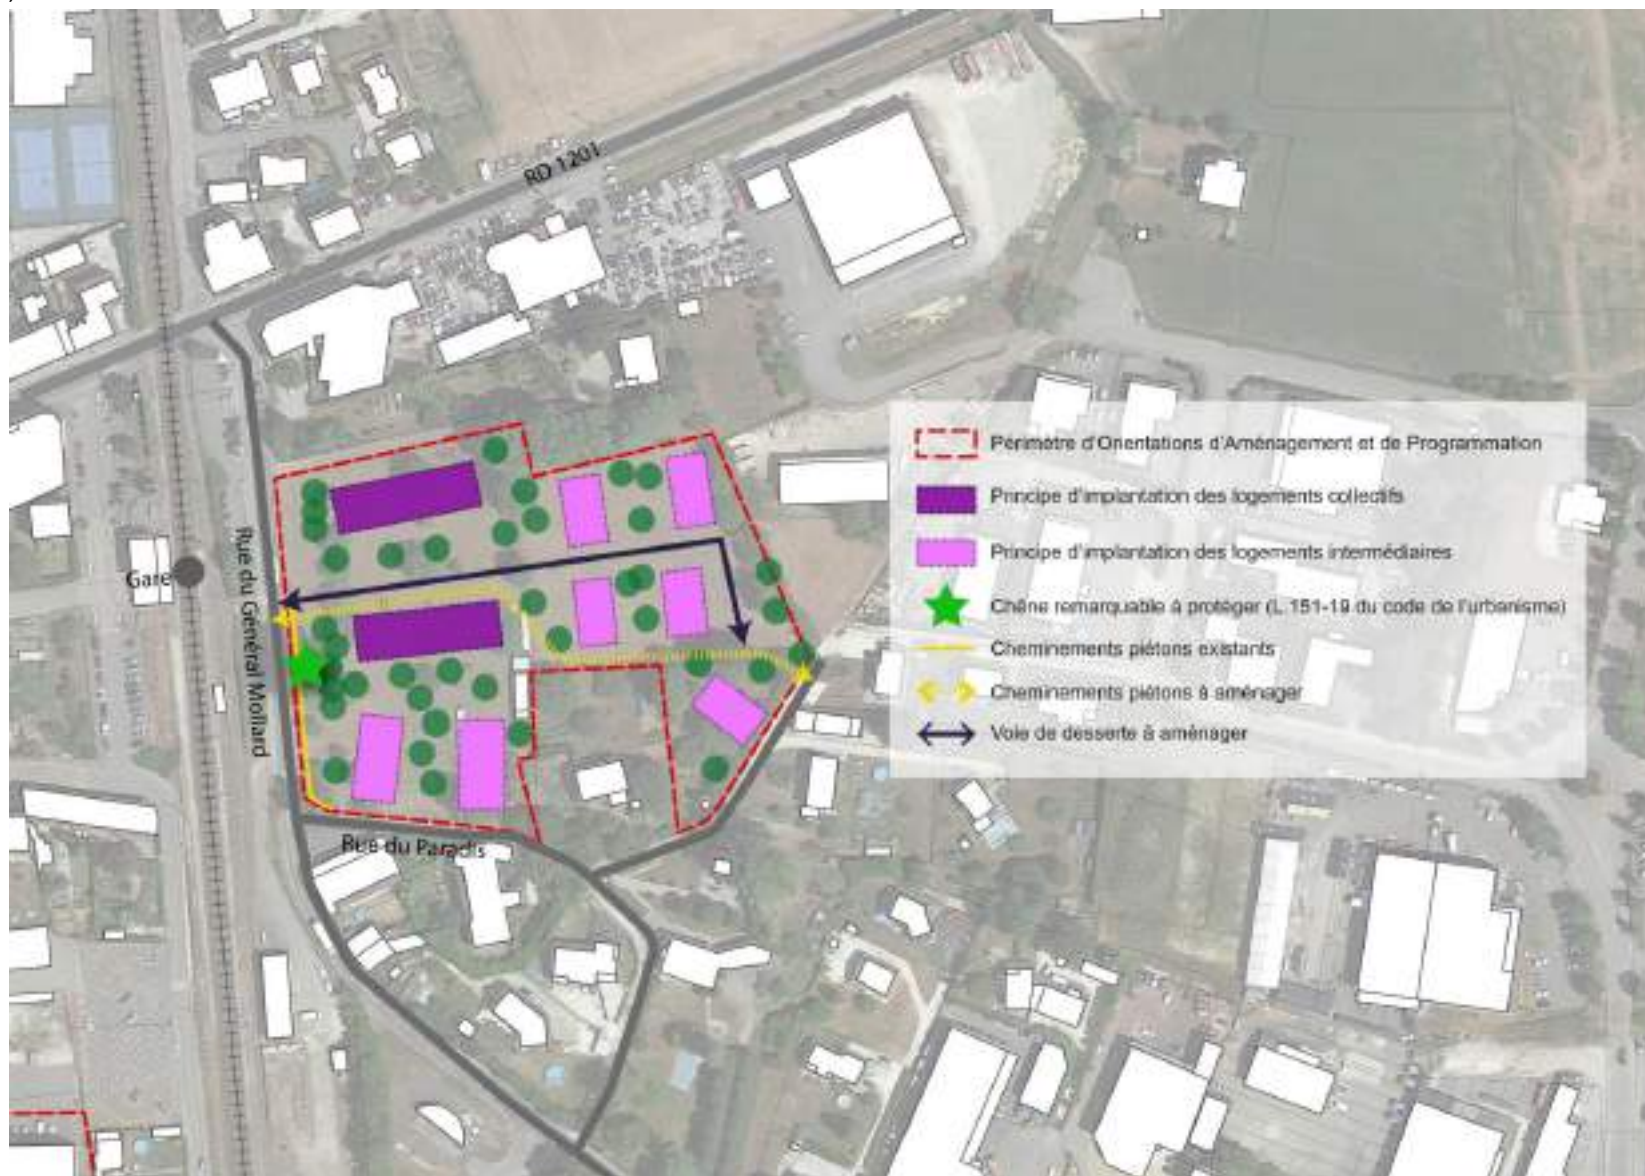 RD 1201
Périmètre d'Orientations d'Aménagement et de Programmation
Principe d'implantation des logements collectifs
Principe d'implantation des logements intermédiaires
Chêne remarquable à protéger (L 151-19 du code de l'urbanisme)
Cheminements piétons existants
Cheminements piétons à aménager
Voie de desserte à aménager
Gare
Rue du Général Mollard
Rue du Paradis